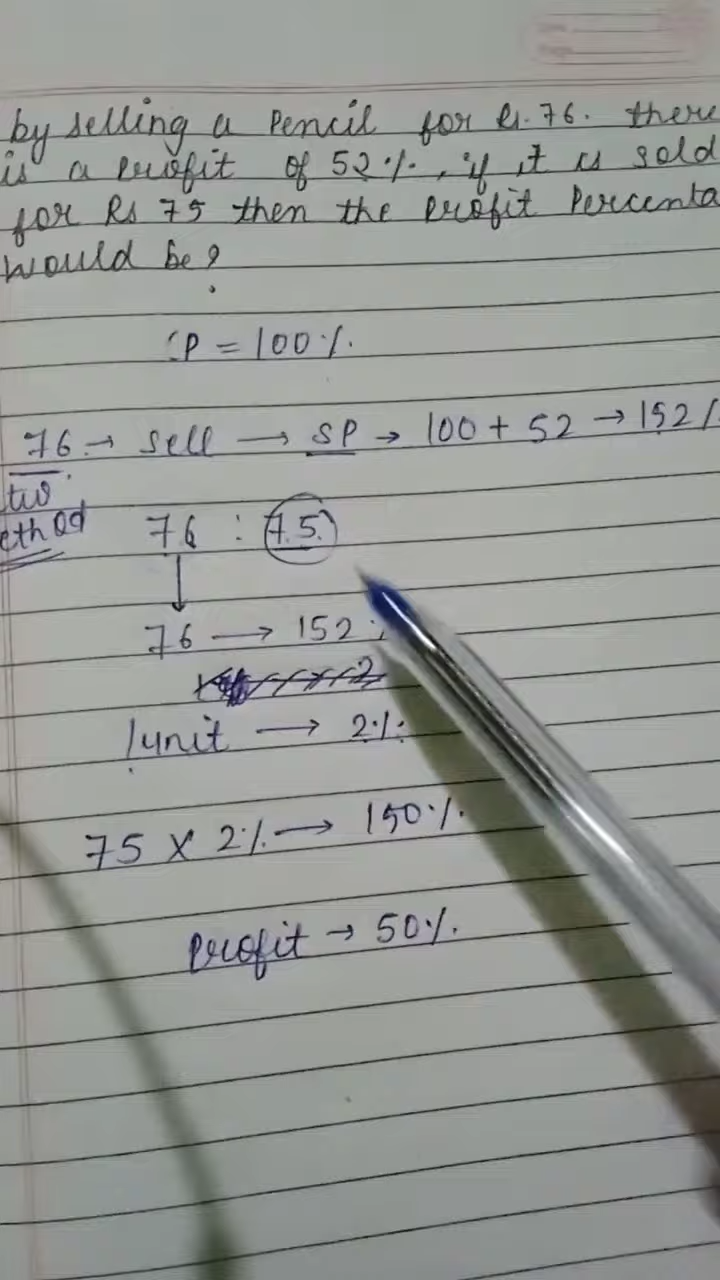 by selling a Pencil for Rs.76. there
is a profit of 52%, if it is sold
for Rs 75 then the profit Percenta
would be?
CP = 100%.
76 → Sell → SP → 100 + 52 → 152%
two
ethod
76 : 75
76 → 152%
1unit → 2%
75 × 2% → 150%.
profit → 50%.